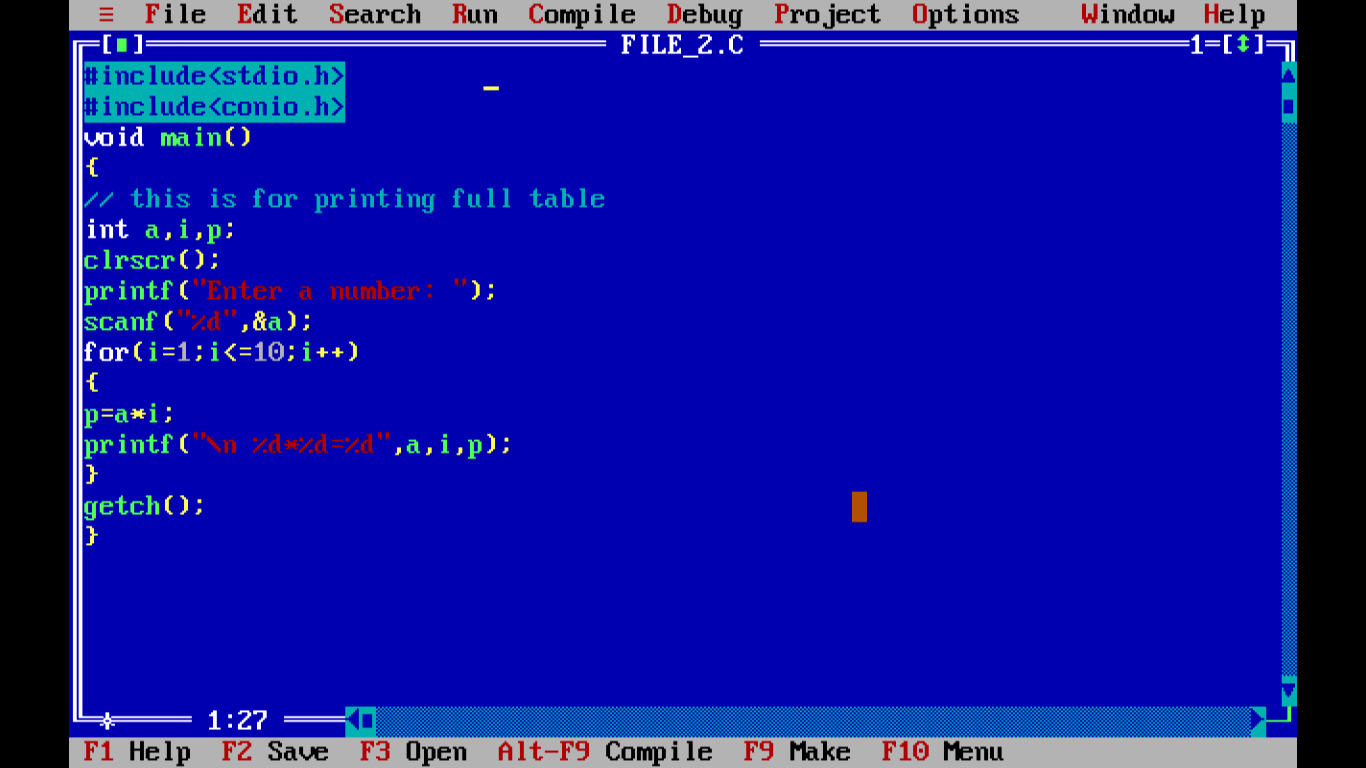 ≡ File Edit Search Run Compile Debug Project Options Window Help
[■] FILE_2.C 1=[↕]
#include<stdio.h>
#include<conio.h>
void main()
{
// this is for printing full table
int a,i,p;
clrscr();
printf("Enter a number: ");
scanf("%d",&a);
for(i=1;i<=10;i++)
{
p=a*i;
printf("\n %d*%d=%d",a,i,p);
}
getch();
}
1:27
F1 Help F2 Save F3 Open Alt-F9 Compile F9 Make F10 Menu